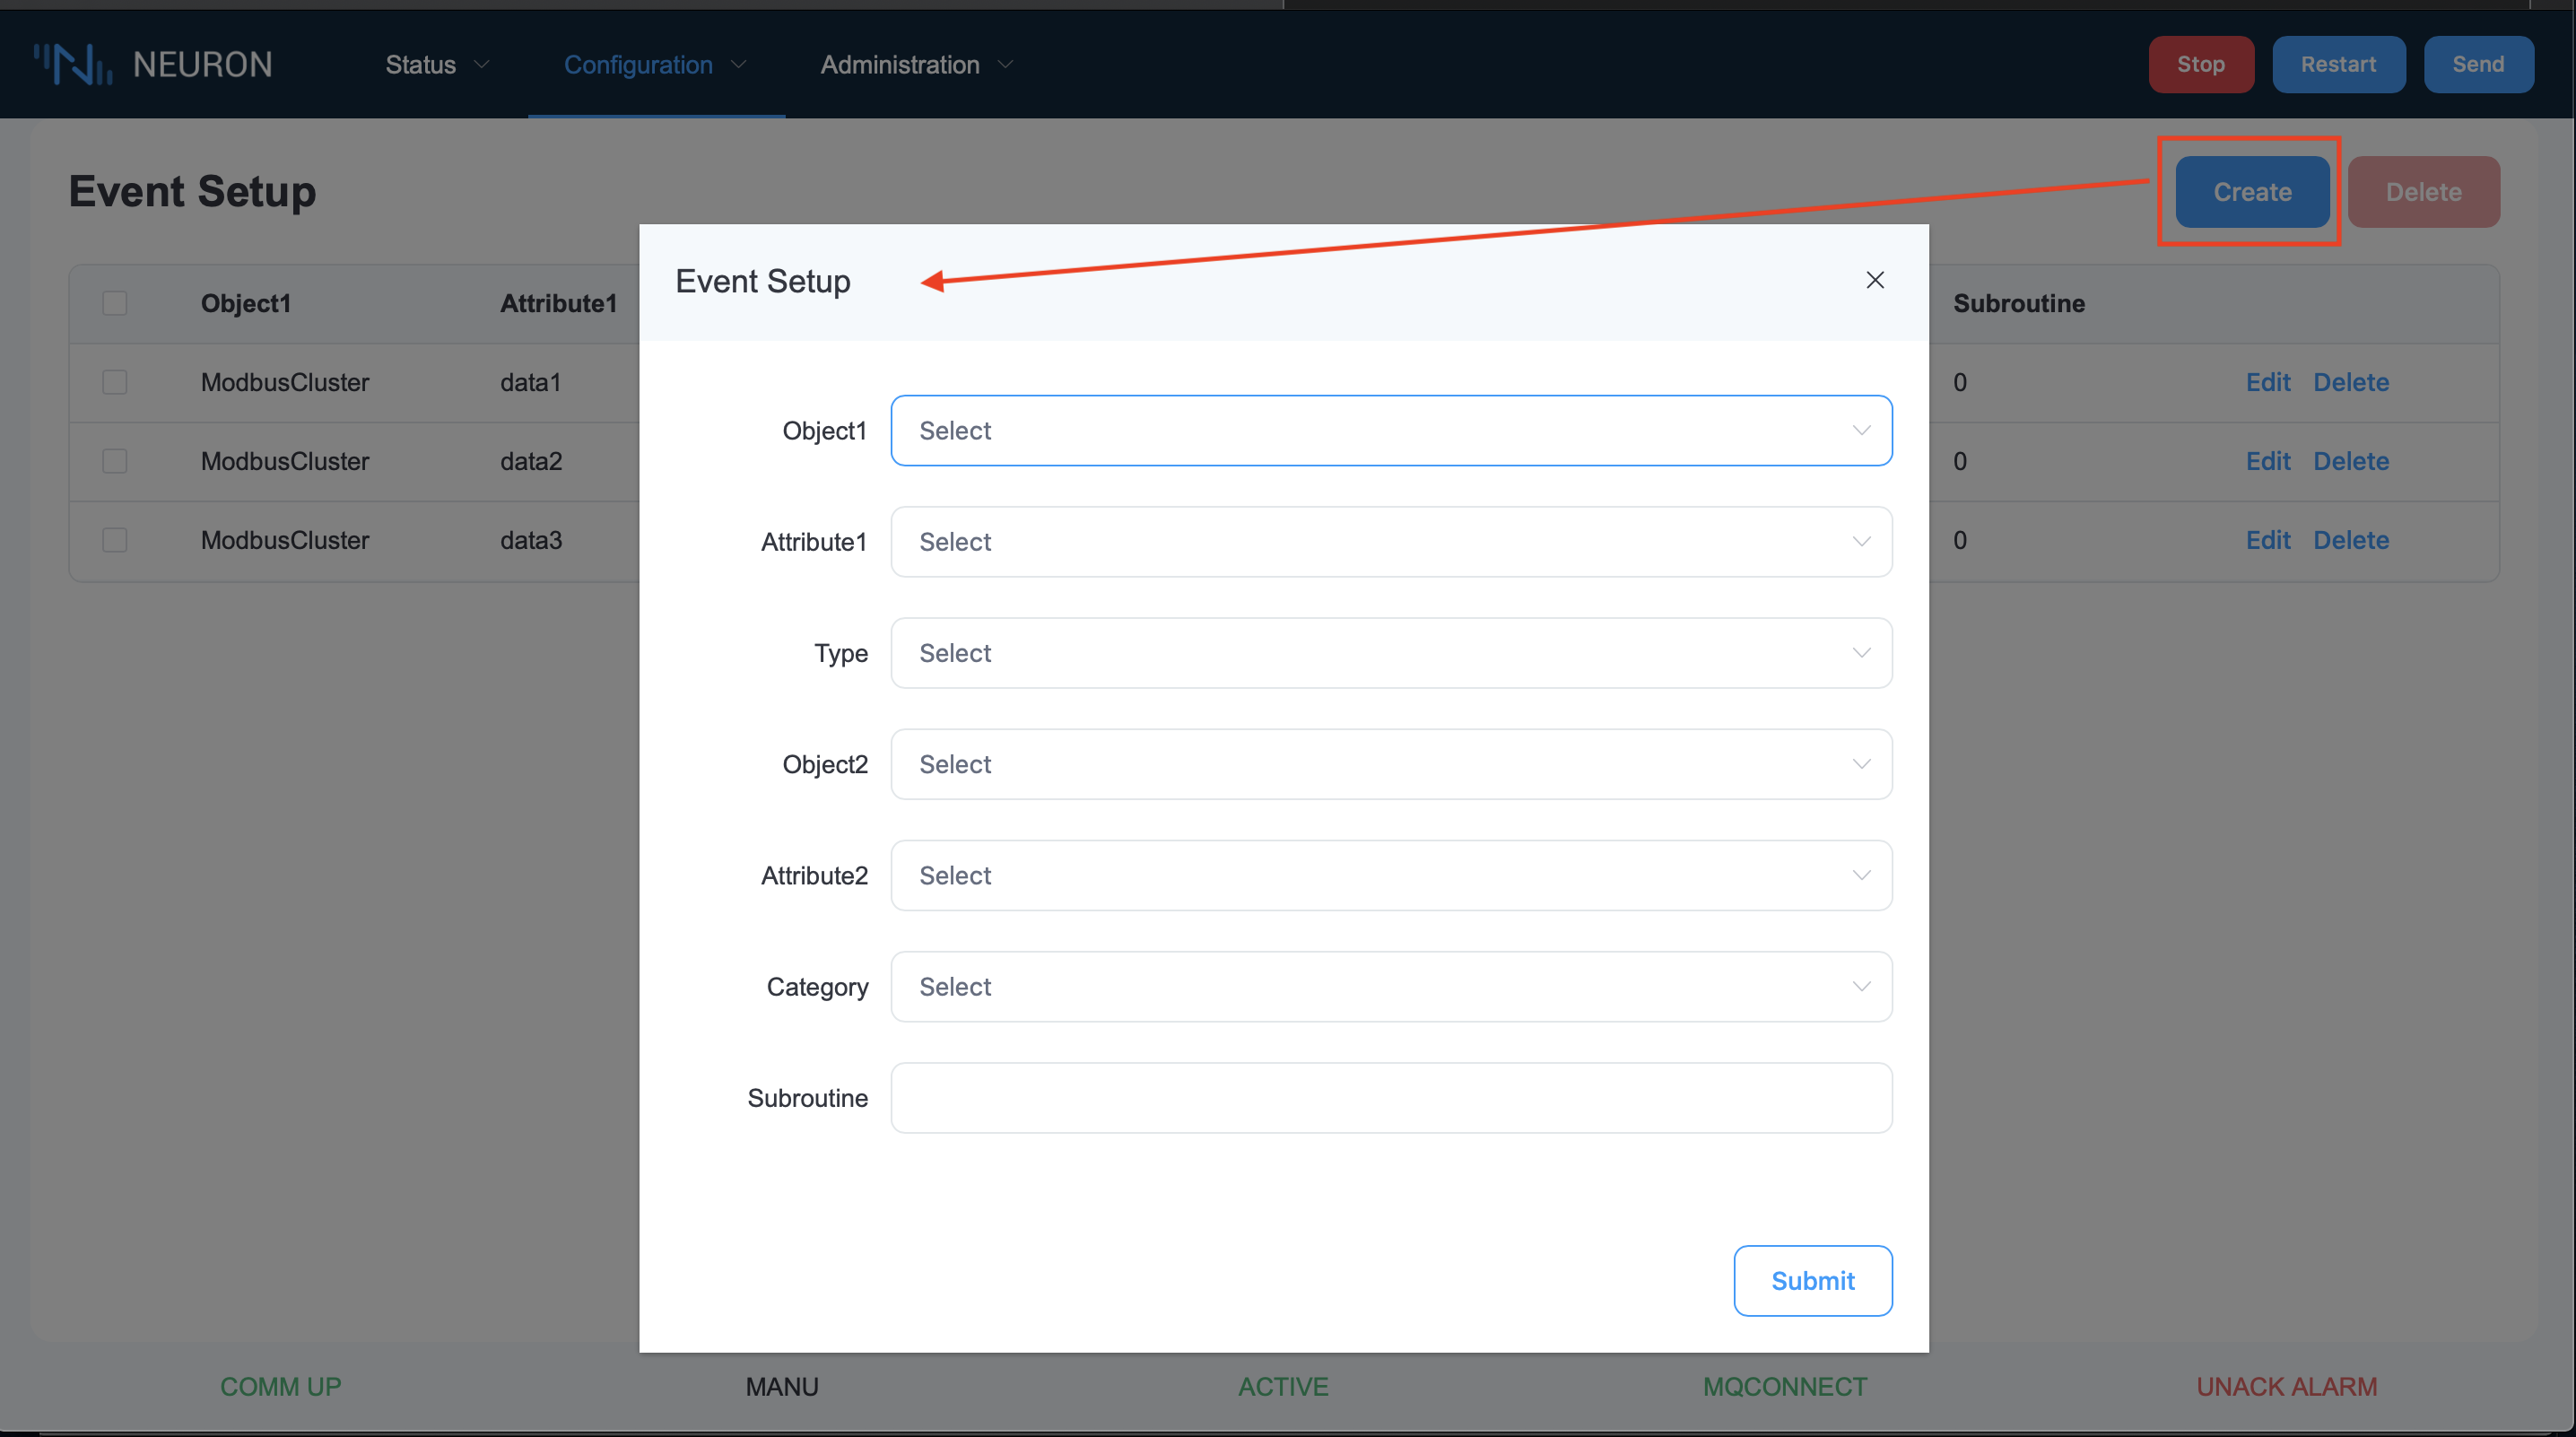 NEURON Status Configuration Administration Stop Restart Send
Event Setup Create Delete
Object1 Attribute1 Subroutine
ModbusCluster data1 0 Edit Delete
ModbusCluster data2 0 Edit Delete
ModbusCluster data3 0 Edit Delete
Event Setup
Object1 Select
Attribute1 Select
Type Select
Object2 Select
Attribute2 Select
Category Select
Subroutine
Submit
COMM UP MANU ACTIVE MQCONNECT UNACK ALARM